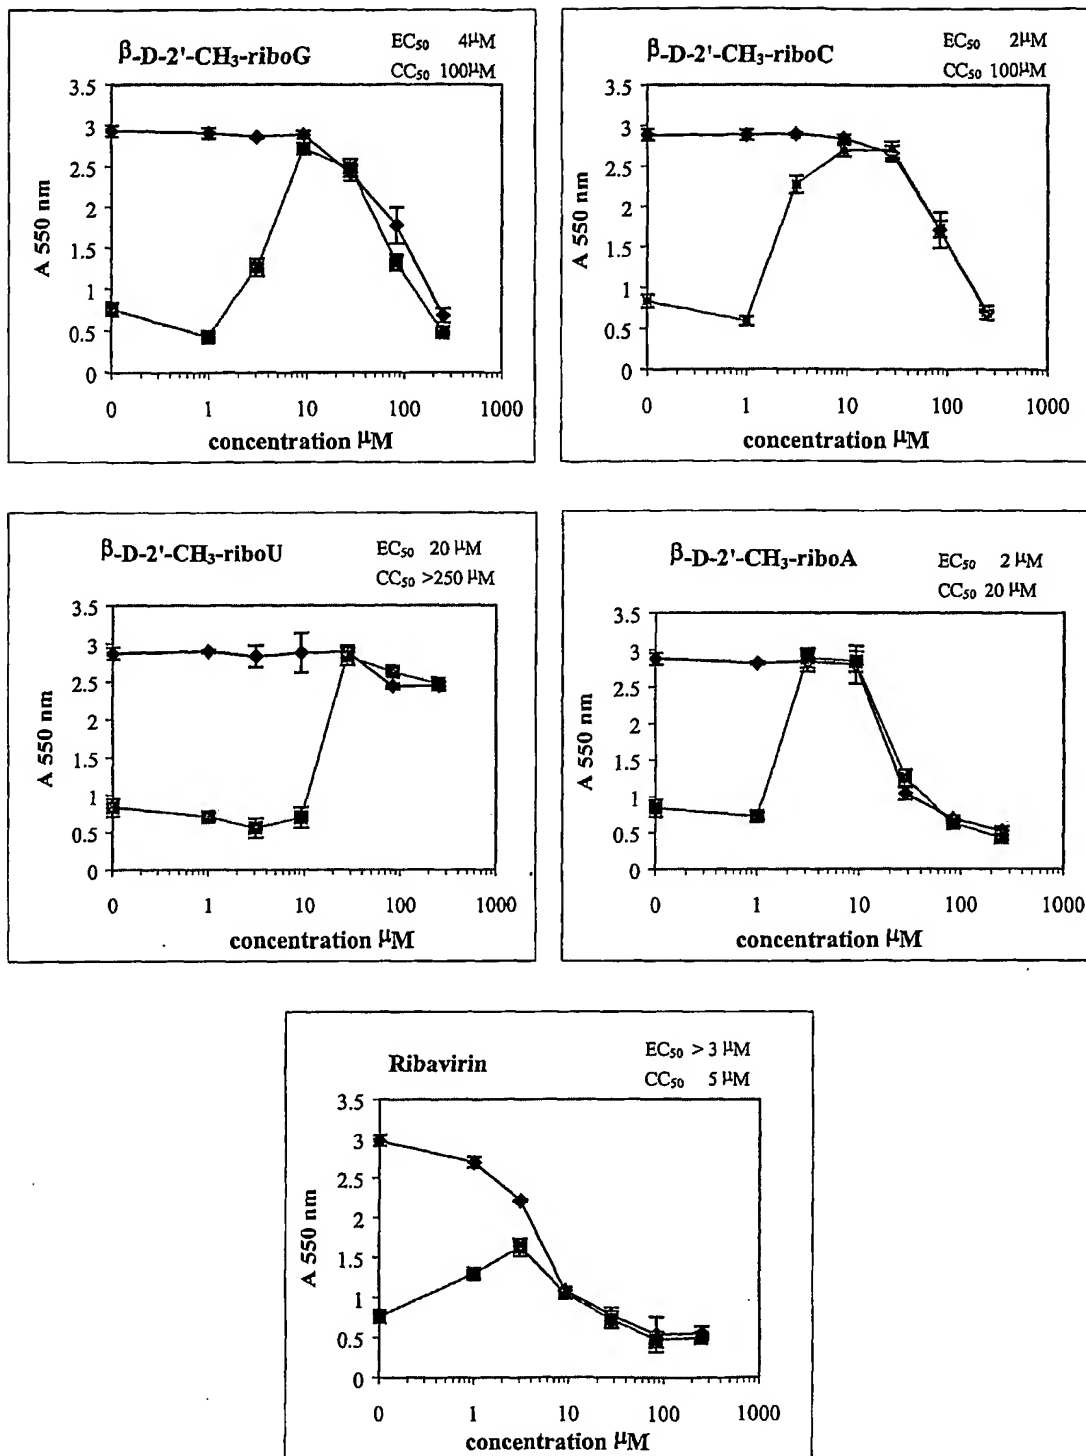 β-D-2'-CH₃-riboG
EC₅₀ 4µM
CC₅₀ 100µM
3.5
3
2.5
2
1.5
1
0.5
0
A 550 nm
0 1 10 100 1000
concentration µM
β-D-2'-CH₃-riboC
EC₅₀ 2µM
CC₅₀ 100µM
3.5
3
2.5
2
1.5
1
0.5
0
A 550 nm
0 1 10 100 1000
concentration µM
β-D-2'-CH₃-riboU
EC₅₀ 20 µM
CC₅₀ >250 µM
3.5
3
2.5
2
1.5
1
0.5
0
A 550 nm
0 1 10 100 1000
concentration µM
β-D-2'-CH₃-riboA
EC₅₀ 2 µM
CC₅₀ 20 µM
3.5
3
2.5
2
1.5
1
0.5
0
A 550 nm
0 1 10 100 1000
concentration µM
Ribavirin
EC₅₀ > 3 µM
CC₅₀ 5 µM
3.5
3
2.5
2
1.5
1
0.5
0
A 550 nm
0 1 10 100 1000
concentration µM